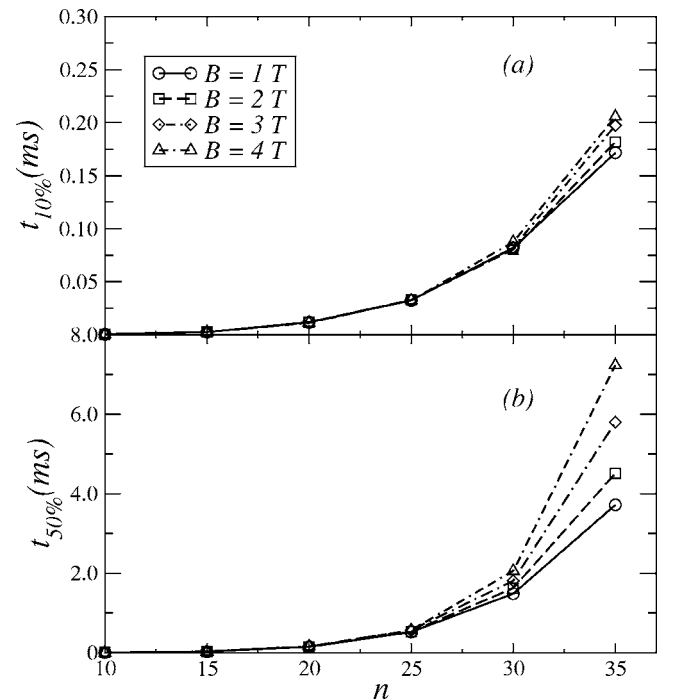 0.30
0.25
0.20
0.15
0.10
0.05
8.0
6.0
4.0
2.0
0
t10%(ms)
t50%(ms)
(a)
B = 1 T
B = 2 T
B = 3 T
B = 4 T
(b)
10 15 20 25 30 35
n